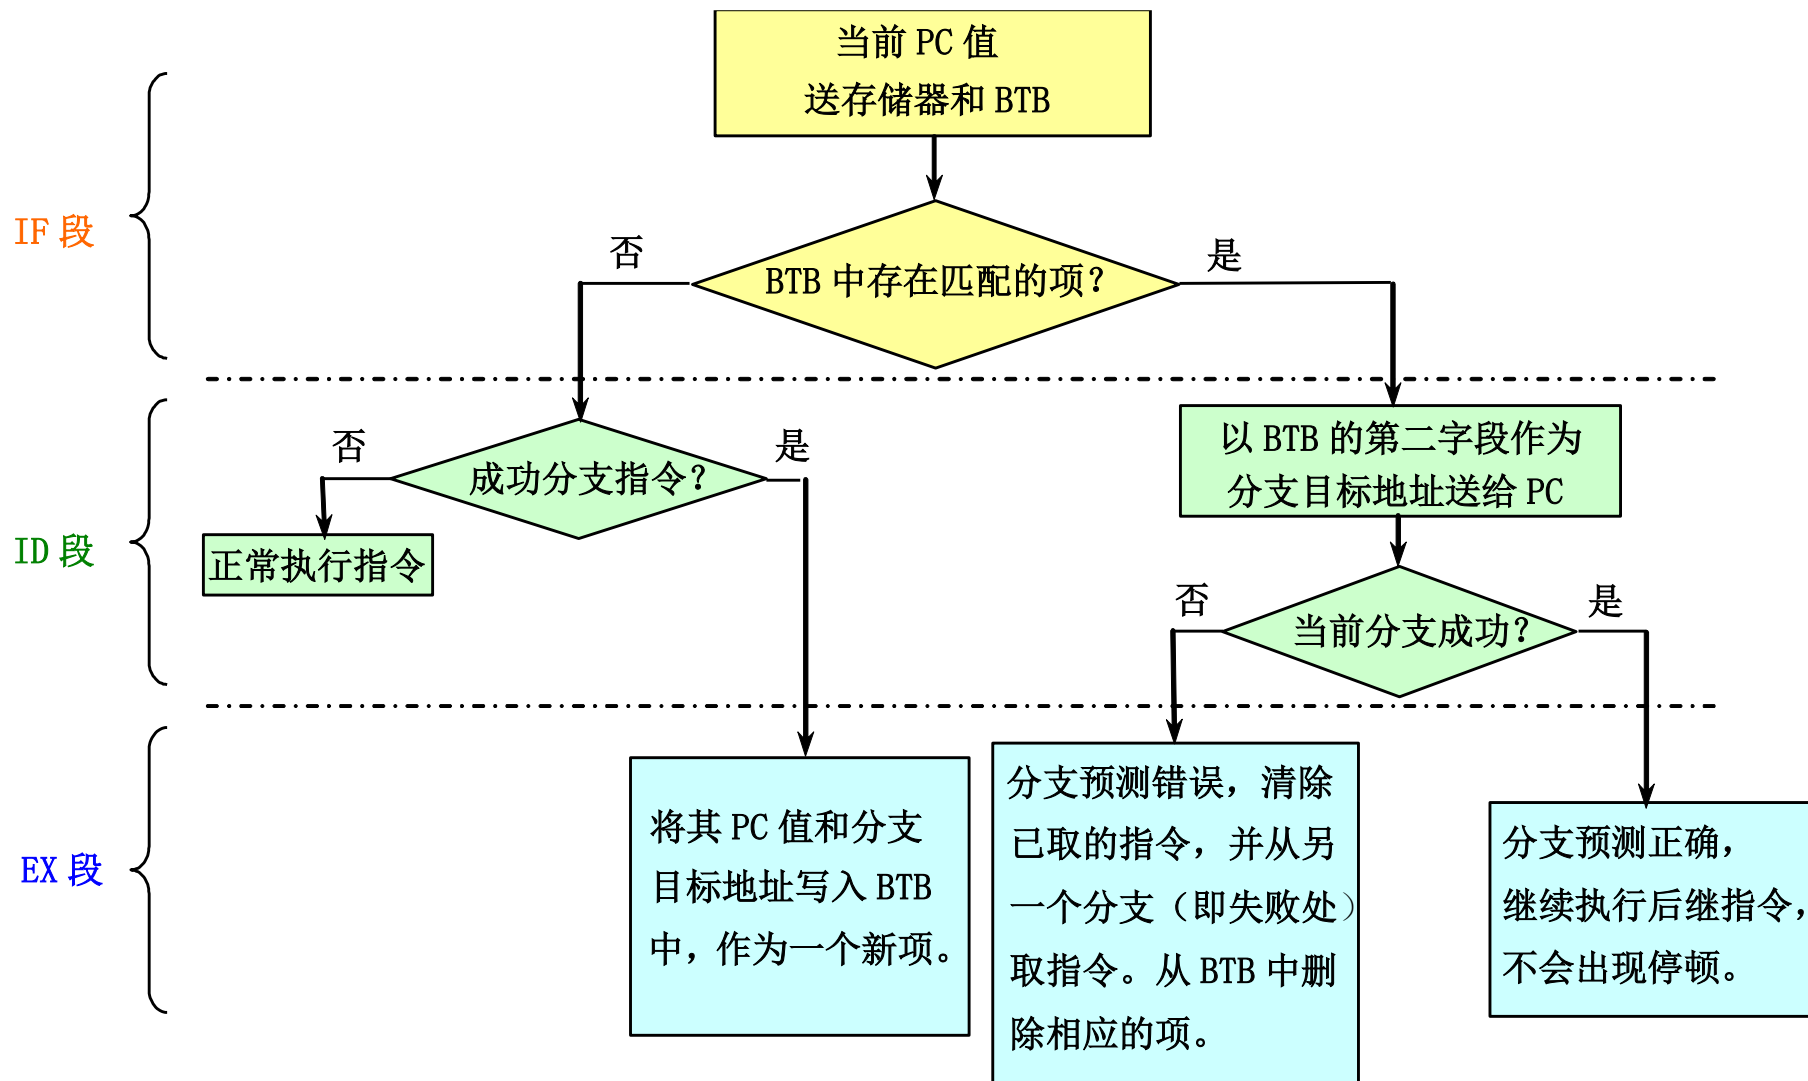 当前 PC 值
送存储器和 BTB
IF 段
否
是
BTB 中存在匹配的项？
否
成功分支指令？
是
以 BTB 的第二字段作为
分支目标地址送给 PC
ID 段
正常执行指令
否
当前分支成功？
是
EX 段
将其 PC 值和分支
目标地址写入 BTB
中，作为一个新项。
分支预测错误，清除
已取的指令，并从另
一个分支（即失败处）
取指令。从 BTB 中删
除相应的项。
分支预测正确，
继续执行后继指令，
不会出现停顿。